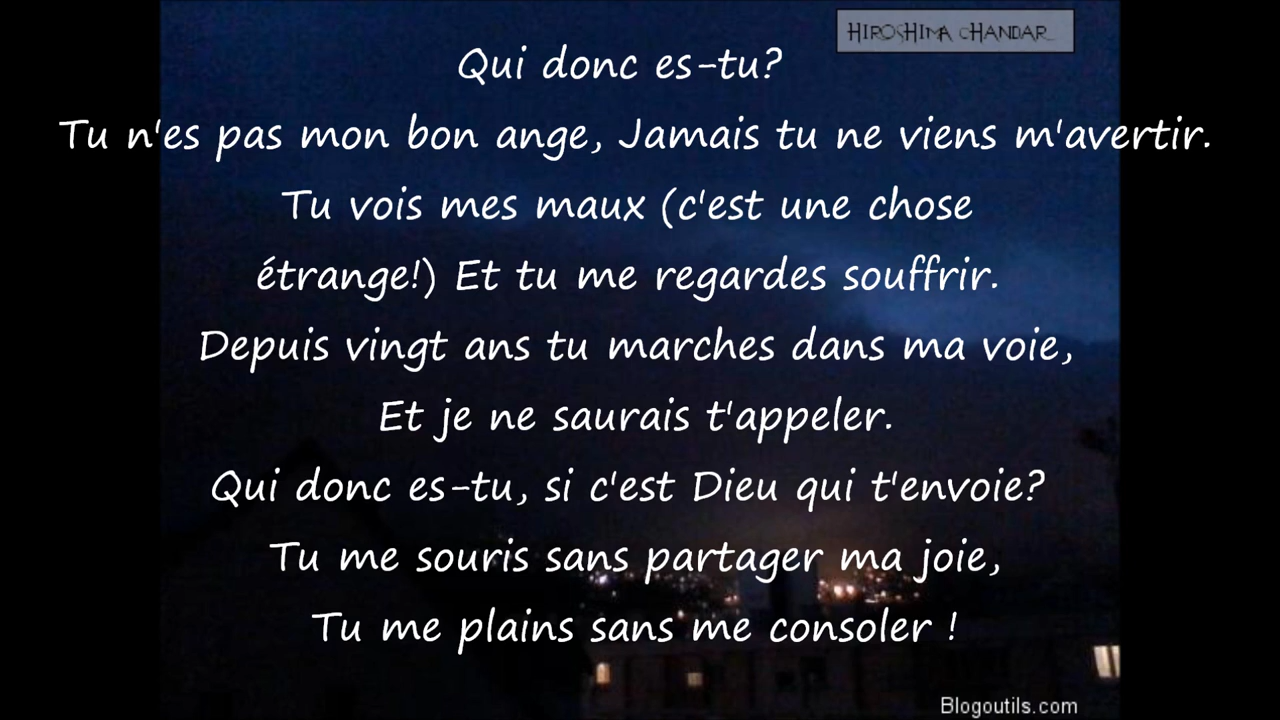 HIROSHIMA CHANDAR
Qui donc es-tu?
Tu n'es pas mon bon ange, Jamais tu ne viens m'avertir.
Tu vois mes maux (c'est une chose
étrange!) Et tu me regardes souffrir.
Depuis vingt ans tu marches dans ma voie,
Et je ne saurais t'appeler.
Qui donc es-tu, si c'est Dieu qui t'envoie?
Tu me souris sans partager ma joie,
Tu me plains sans me consoler !
Blogoutils.com